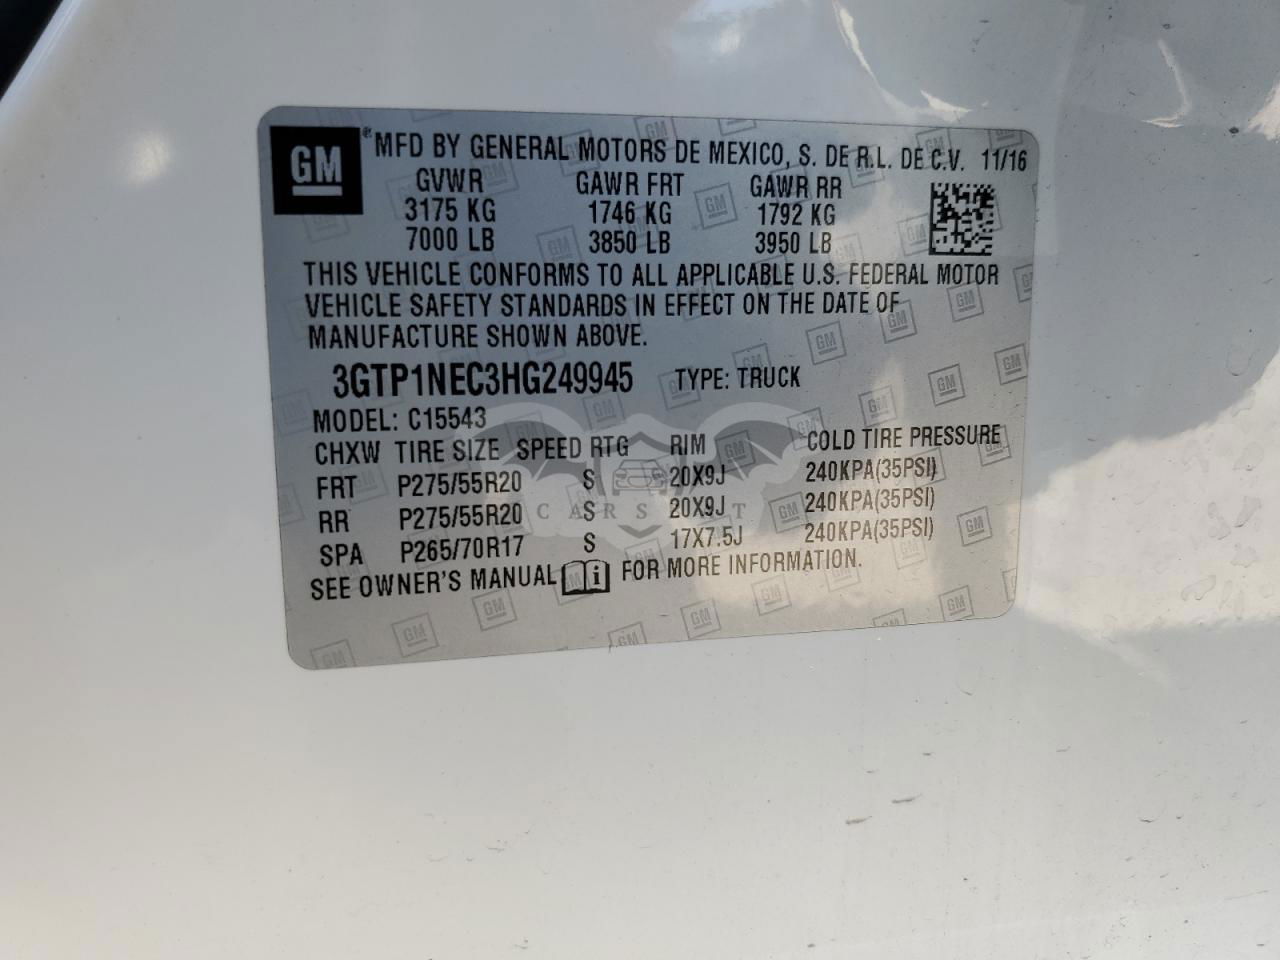 GM ® MFD BY GENERAL MOTORS DE MEXICO, S. DE R.L. DE C.V. 11/16
GVWR GAWR FRT GAWR RR
3175 KG 1746 KG 1792 KG
7000 LB 3850 LB 3950 LB
THIS VEHICLE CONFORMS TO ALL APPLICABLE U.S. FEDERAL MOTOR
VEHICLE SAFETY STANDARDS IN EFFECT ON THE DATE OF
MANUFACTURE SHOWN ABOVE.
3GTP1NEC3HG249945 TYPE: TRUCK
MODEL: C15543
CHXW TIRE SIZE SPEED RTG RIM COLD TIRE PRESSURE
FRT P275/55R20 S 20X9J 240KPA(35PSI)
RR P275/55R20 S 20X9J 240KPA(35PSI)
SPA P265/70R17 S 17X7.5J 240KPA(35PSI)
SEE OWNER'S MANUAL FOR MORE INFORMATION.